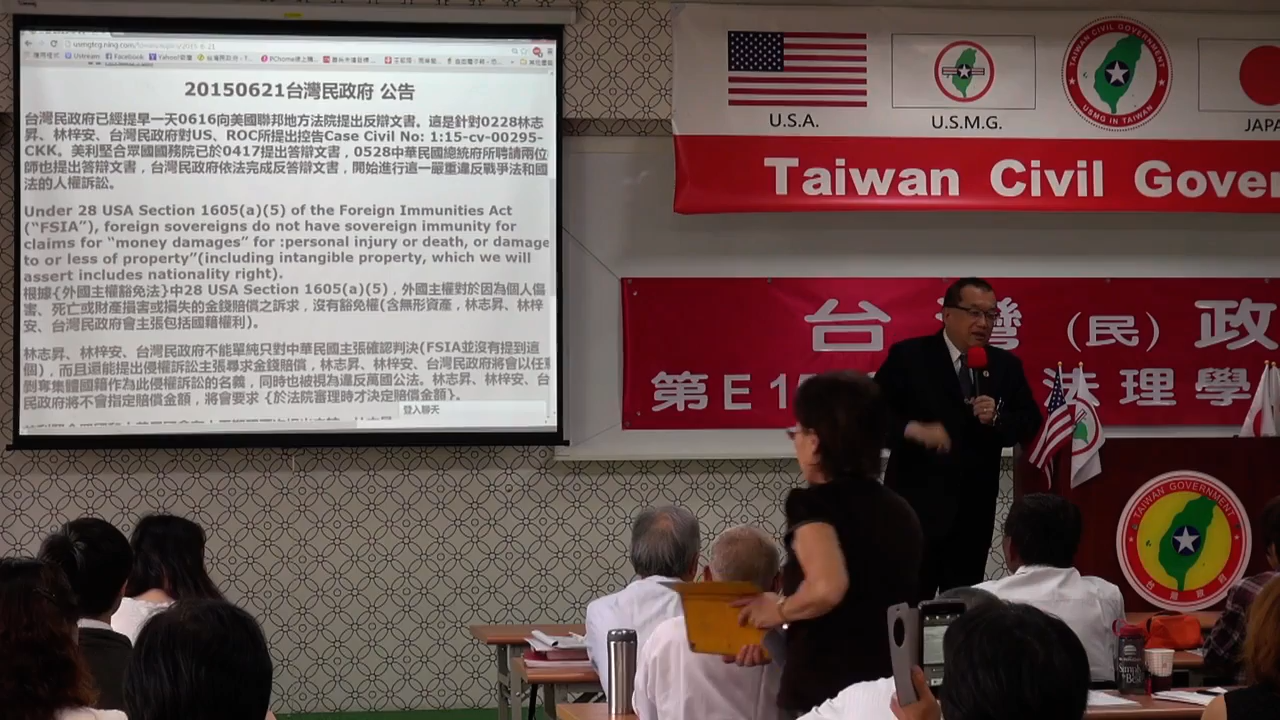 usmgtcg.ning.com/
Ustream Facebook Yahoo!奇摩
20150621台灣民政府 公告
台灣民政府已經提早一天0616向美國聯邦地方法院提出反辯文書。這是針對0228林志
昇、林梓安、台灣民政府對US、ROC所提出控告Case Civil No: 1:15-cv-00295-
CKK。美利堅合眾國國務院已於0417提出答辯文書，0528中華民國總統府所聘請兩位
師也提出答辯文書，台灣民政府依法完成反答辯文書，開始進行這一嚴重違反戰爭法和國
法的人權訴訟。
Under 28 USA Section 1605(a)(5) of the Foreign Immunities Act
("FSIA"), foreign sovereigns do not have sovereign immunity for
claims for "money damages" for :personal injury or death, or damage
to or less of property"(including intangible property, which we will
assert includes nationality right).
根據{外國主權豁免法}中28 USA Section 1605(a)(5)，外國主權對於因為個人傷
害、死亡或財產損害或損失的金錢賠償之訴求，沒有豁免權(含無形資產，林志昇、林梓
安、台灣民政府會主張包括國籍權利)。
林志昇、林梓安、台灣民政府不能單純只對中華民國主張確認判決(FSIA並沒有提到這
個)，而且還能提出侵權訴訟主張尋求金錢賠償，林志昇、林梓安、台灣民政府將會以任
剝奪集體國籍作為此侵權訴訟的名義，同時也被視為違反萬國公法。林志昇、林梓安、台
民政府將不會指定賠償金額，將會要求 {於法院審理時才決定賠償金額}。
登入聊天
U.S.A.
U.S.M.G.
TAIWAN CIVIL GOVERNMENT
USMG IN TAIWAN
JAPA
Taiwan Civil Gover
台灣(民)政
第E15 法理學
TAIWAN GOVERNMENT
台灣政府
Simply